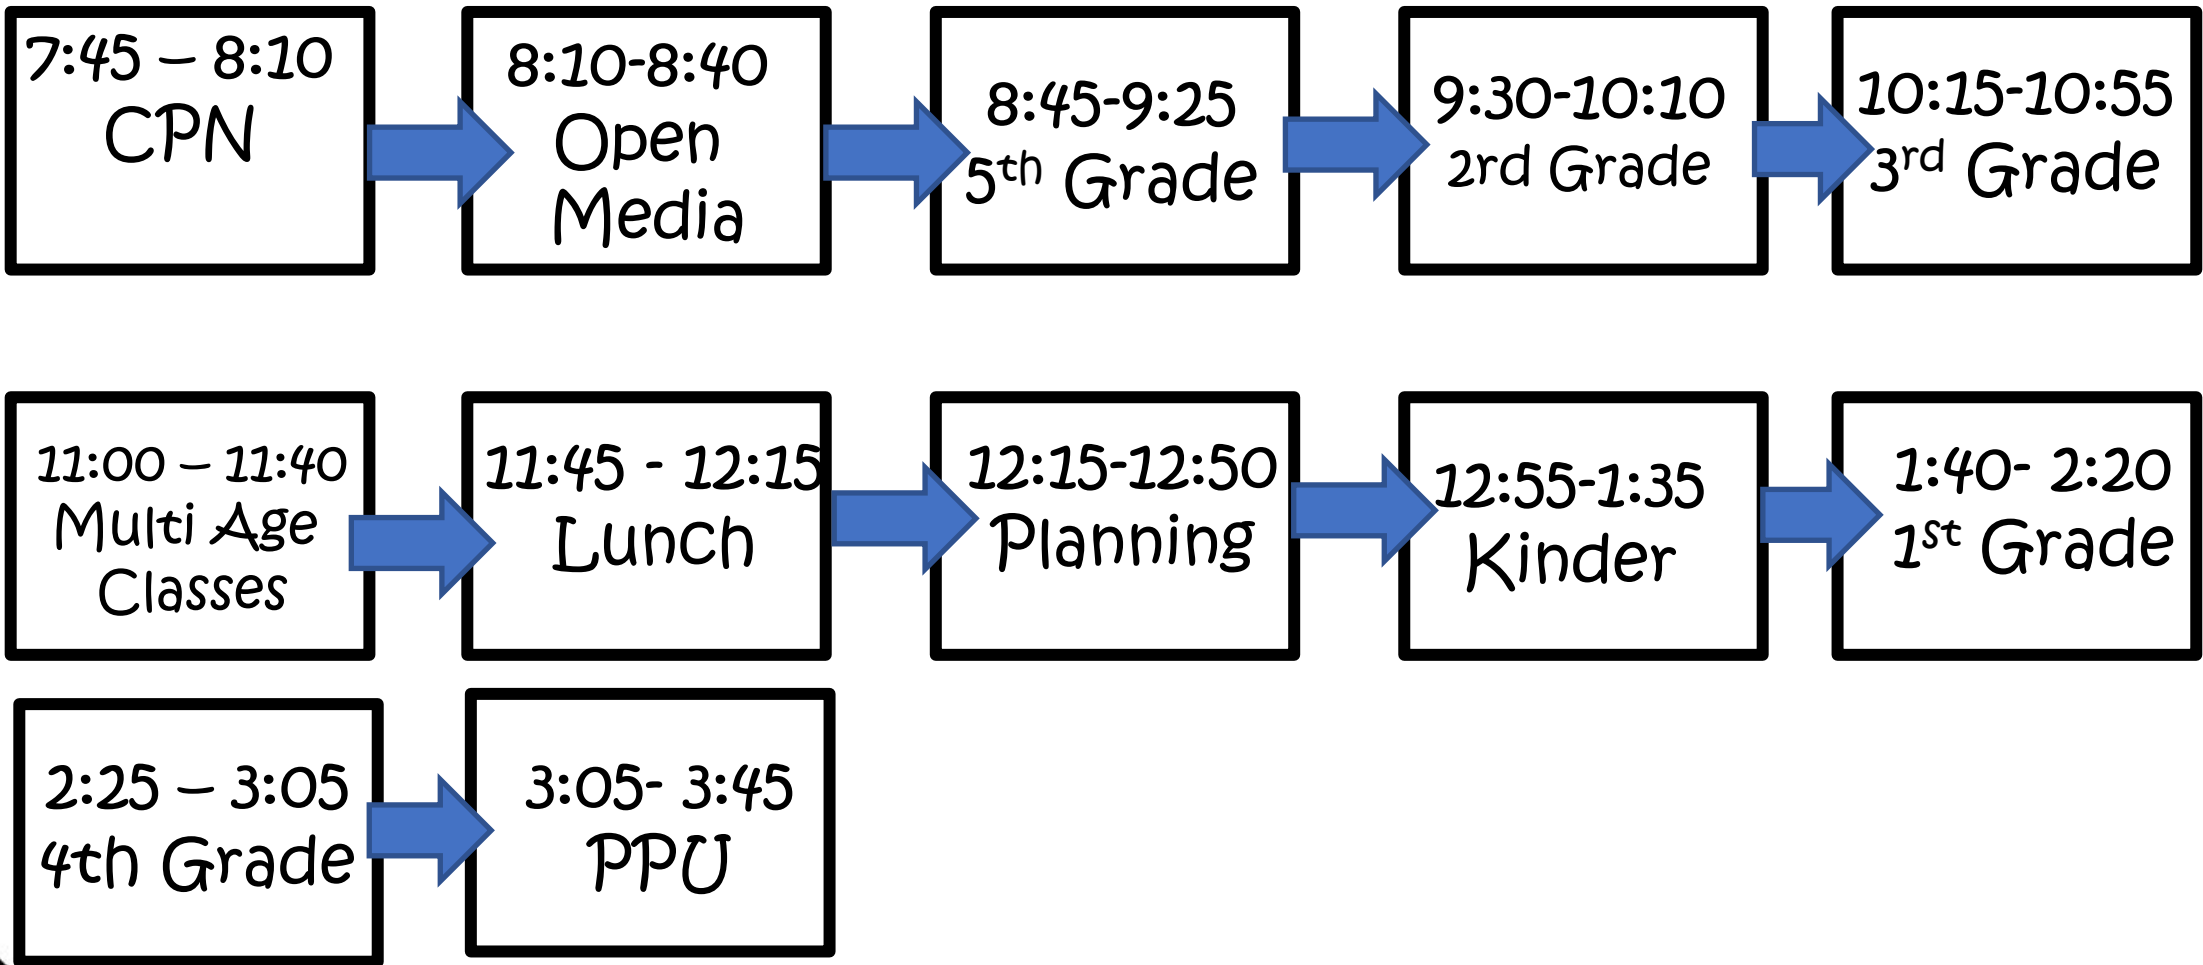 7:45 – 8:10
CPN
8:10-8:40
Open
Media
8:45-9:25
5th Grade
9:30-10:10
2rd Grade
10:15-10:55
3rd Grade
11:00 – 11:40
Multi Age
Classes
11:45 - 12:15
Lunch
12:15-12:50
Planning
12:55-1:35
Kinder
1:40- 2:20
1st Grade
2:25 – 3:05
4th Grade
3:05- 3:45
PPU